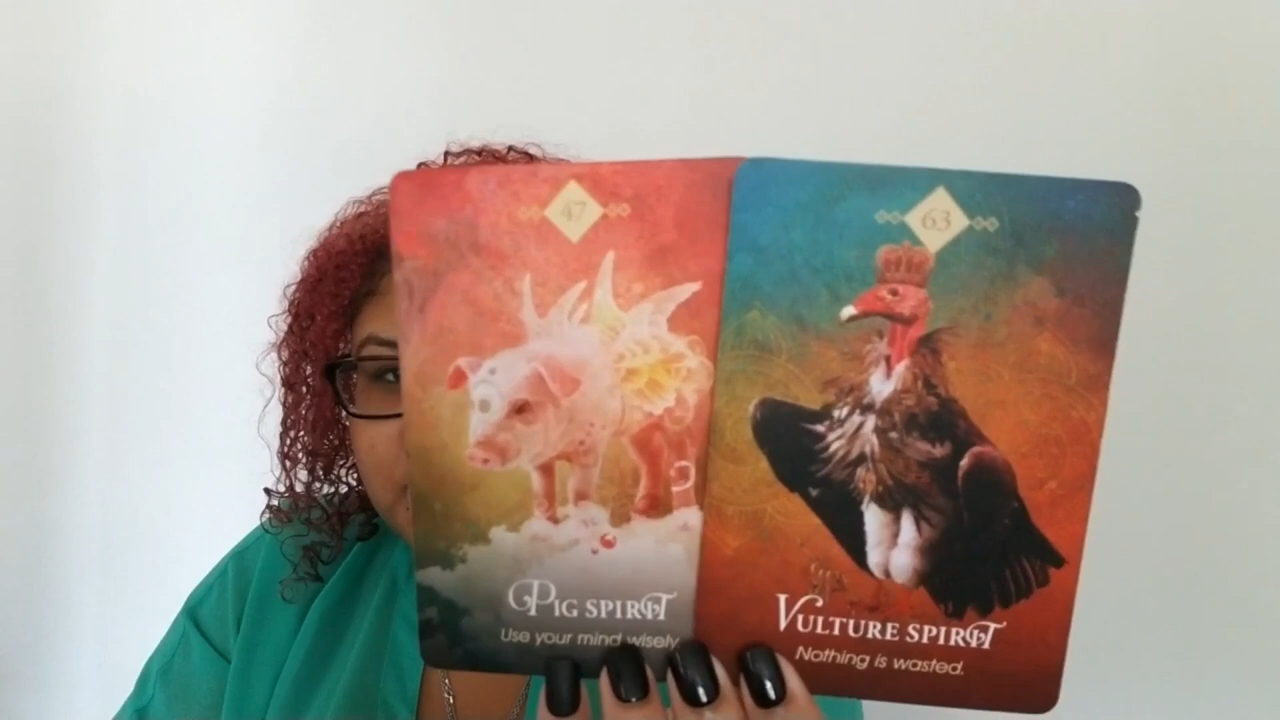 47
PIG SPIRIT
Use your mind wisely.
63
VULTURE SPIRIT
Nothing is wasted.